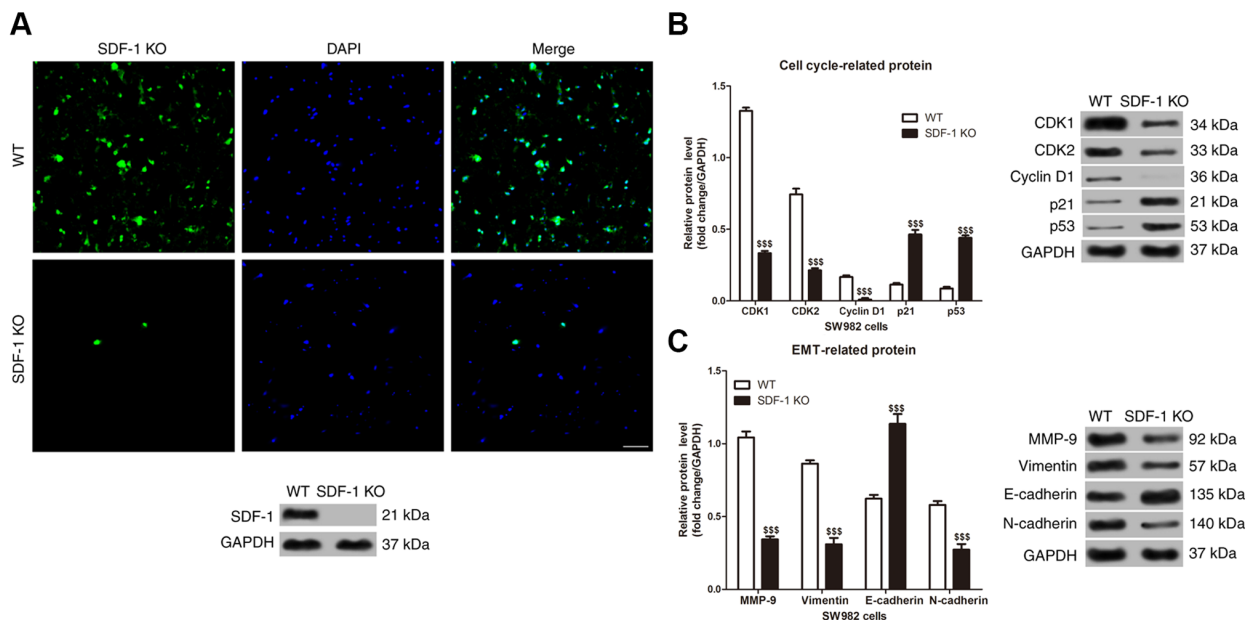 A
SDF-1 KO DAPI Merge
WT
SDF-1 KO
WT SDF-1 KO
SDF-1 21 kDa
GAPDH 37 kDa
B
Cell cycle-related protein
Relative protein level
(fold change/GAPDH)
1.5
1.0
0.5
0.0
WT
SDF-1 KO
$$$ $$$ $$$ $$$ $$$
CDK1 CDK2 Cyclin D1 p21 p53
SW982 cells
WT SDF-1 KO
CDK1 34 kDa
CDK2 33 kDa
Cyclin D1 36 kDa
p21 21 kDa
p53 53 kDa
GAPDH 37 kDa
C
EMT-related protein
Relative protein level
(fold change/GAPDH)
1.5
1.0
0.5
0.0
WT
SDF-1 KO
$$$ $$$ $$$ $$$
MMP-9 Vimentin E-cadherin N-cadherin
SW982 cells
WT SDF-1 KO
MMP-9 92 kDa
Vimentin 57 kDa
E-cadherin 135 kDa
N-cadherin 140 kDa
GAPDH 37 kDa